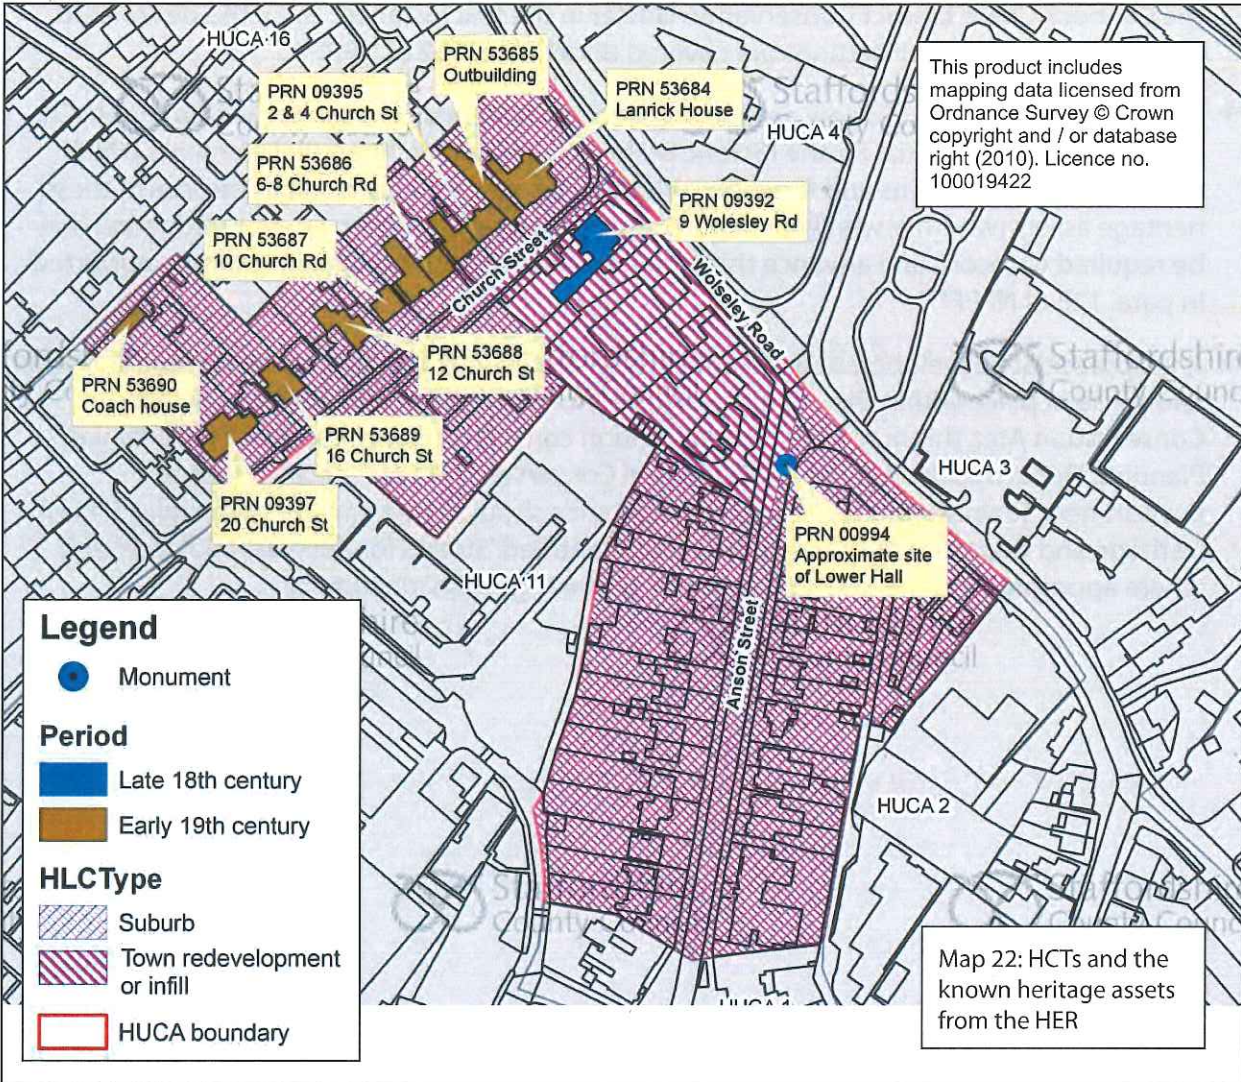 HUCA 16
PRN 53685
Outbuilding
PRN 09395
2 & 4 Church St
PRN 53684
Lanrick House
HUCA 4
This product includes
mapping data licensed from
Ordnance Survey © Crown
copyright and / or database
right (2010). Licence no.
100019422
PRN 53686
6-8 Church Rd
PRN 09392
9 Wolesley Rd
PRN 53687
10 Church Rd
Church Street
Wolseley Road
PRN 53688
12 Church St
PRN 53690
Coach house
PRN 53689
16 Church St
HUCA 3
PRN 09397
20 Church St
PRN 00994
Approximate site
of Lower Hall
HUCA 11
Anson Street
HUCA 2
Legend
Monument
Period
Late 18th century
Early 19th century
HLCType
Suburb
Town redevelopment
or infill
HUCA boundary
Staffordshire
County Council
Map 22: HCTs and the
known heritage assets
from the HER